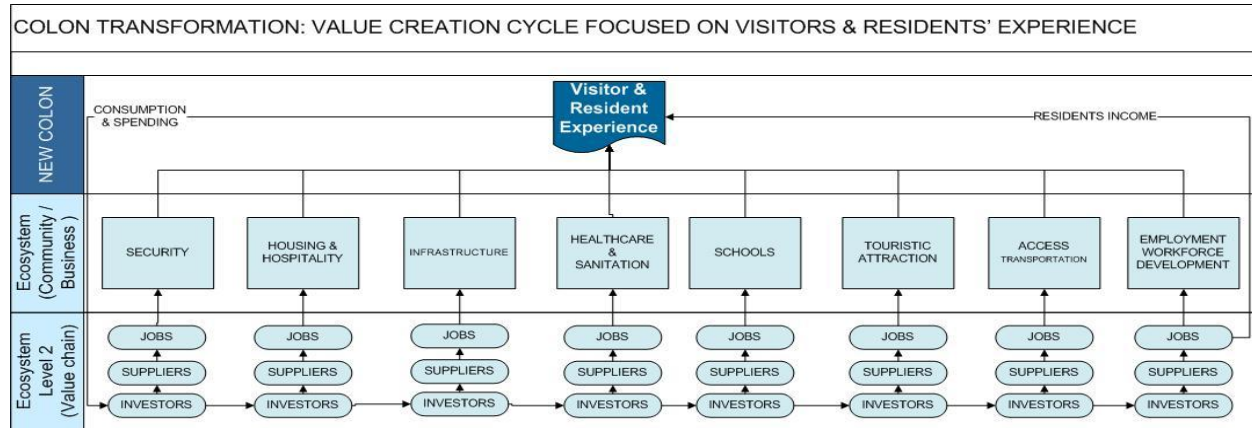 COLON TRANSFORMATION: VALUE CREATION CYCLE FOCUSED ON VISITORS & RESIDENTS' EXPERIENCE
NEW COLON
CONSUMPTION
& SPENDING
Visitor &
Resident
Experience
RESIDENTS INCOME
Ecosystem
(Community /
Business )
SECURITY
HOUSING &
HOSPITALITY
INFRASTRUCTURE
HEALTHCARE
&
SANITATION
SCHOOLS
TOURISTIC
ATTRACTION
ACCESS
TRANSPORTATION
EMPLOYMENT
WORKFORCE
DEVELOPMENT
Ecosystem
Level 2
(Value chain)
JOBS
JOBS
JOBS
JOBS
JOBS
JOBS
JOBS
JOBS
SUPPLIERS
SUPPLIERS
SUPPLIERS
SUPPLIERS
SUPPLIERS
SUPPLIERS
SUPPLIERS
SUPPLIERS
INVESTORS
INVESTORS
INVESTORS
INVESTORS
INVESTORS
INVESTORS
INVESTORS
INVESTORS